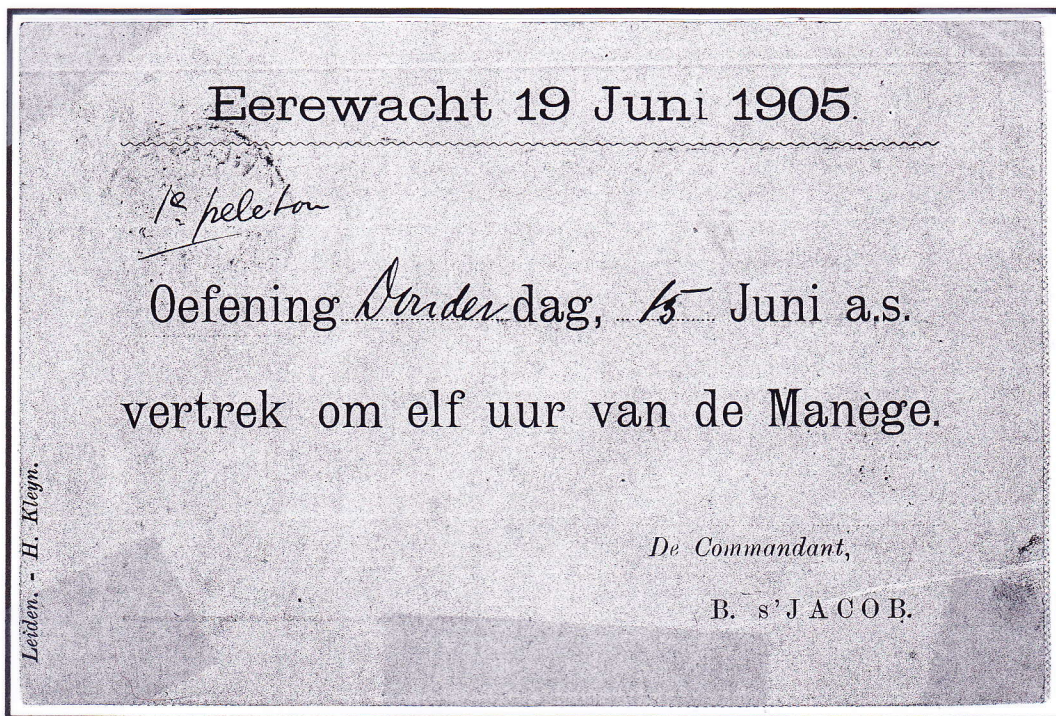 Eerewacht 19 Juni 1905.
1e peleton
Oefening Donderdag, 15 Juni a.s.
vertrek om elf uur van de Manège.
De Commandant,
B. s'JACOB.
Leiden. - H. Kleyn.